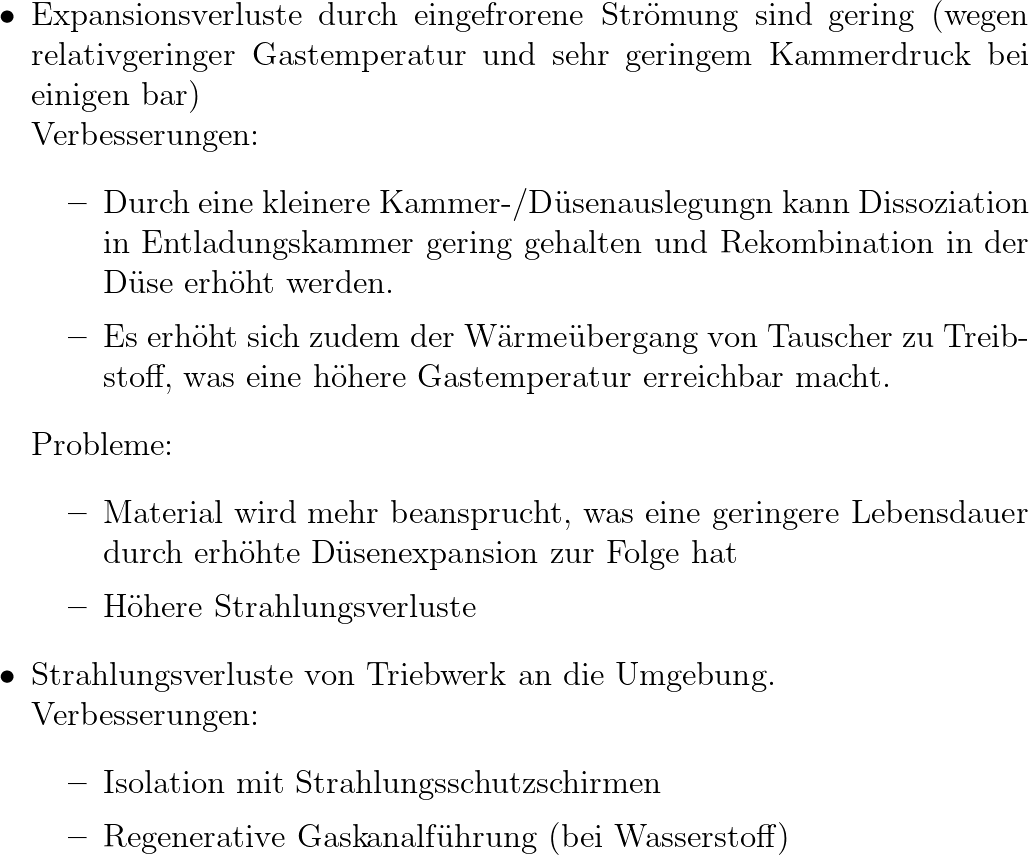 • Expansionsverluste durch eingefrorene Strömung sind gering (wegen
relativgeringer Gastemperatur und sehr geringem Kammerdruck bei
einigen bar)
Verbesserungen:
– Durch eine kleinere Kammer-/Düsenauslegungn kann Dissoziation
in Entladungskammer gering gehalten und Rekombination in der
Düse erhöht werden.
– Es erhöht sich zudem der Wärmeübergang von Tauscher zu Treib-
stoff, was eine höhere Gastemperatur erreichbar macht.
Probleme:
– Material wird mehr beansprucht, was eine geringere Lebensdauer
durch erhöhte Düsenexpansion zur Folge hat
– Höhere Strahlungsverluste
• Strahlungsverluste von Triebwerk an die Umgebung.
Verbesserungen:
– Isolation mit Strahlungsschutzschirmen
– Regenerative Gaskanalführung (bei Wasserstoff)